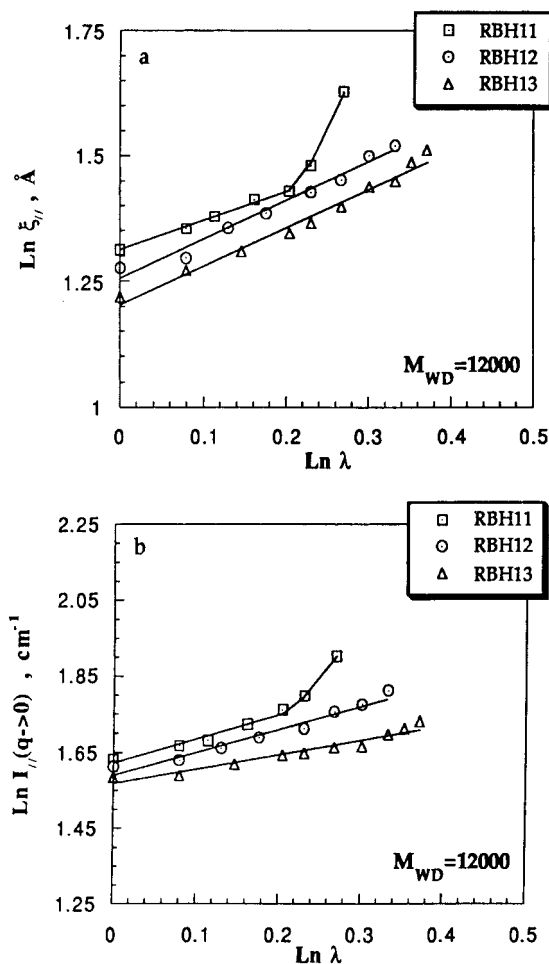 a
RBH11
RBH12
RBH13
1.75
1.5
1.25
1
Ln ξ// , Å
M_WD=12000
0 0.1 0.2 0.3 0.4 0.5
Ln λ
b
RBH11
RBH12
RBH13
2.25
2.05
1.85
1.65
1.45
1.25
Ln I//(q->0) , cm-1
M_WD=12000
0 0.1 0.2 0.3 0.4 0.5
Ln λ